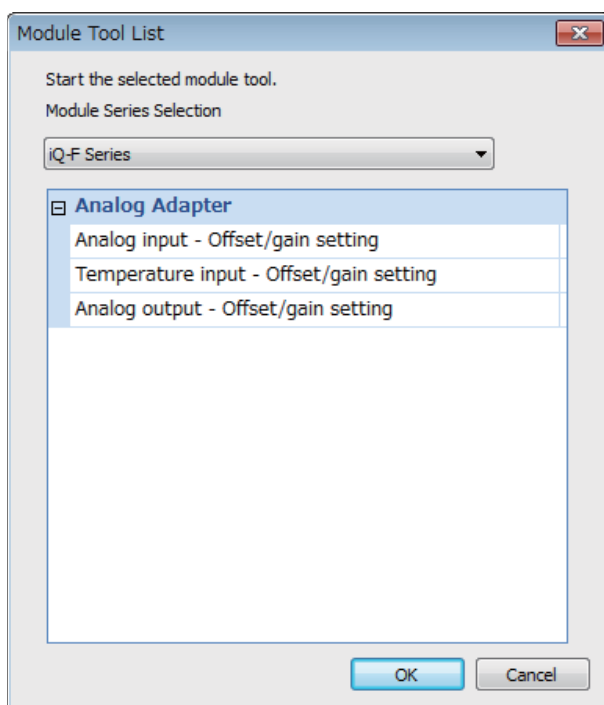 Module Tool List
Start the selected module tool.
Module Series Selection
iQ-F Series
Analog Adapter
Analog input - Offset/gain setting
Temperature input - Offset/gain setting
Analog output - Offset/gain setting
OK Cancel